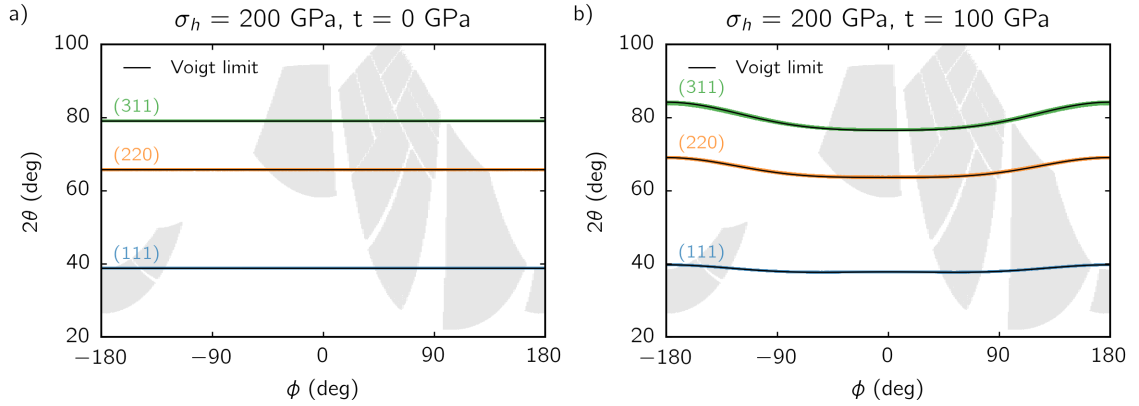 a)
σ_h = 200 GPa, t = 0 GPa
100
80
60
40
20
2θ (deg)
Voigt limit
(311)
(220)
(111)
−180
−90
0
90
180
ϕ (deg)
b)
σ_h = 200 GPa, t = 100 GPa
100
80
60
40
20
2θ (deg)
Voigt limit
(311)
(220)
(111)
−180
−90
0
90
180
ϕ (deg)